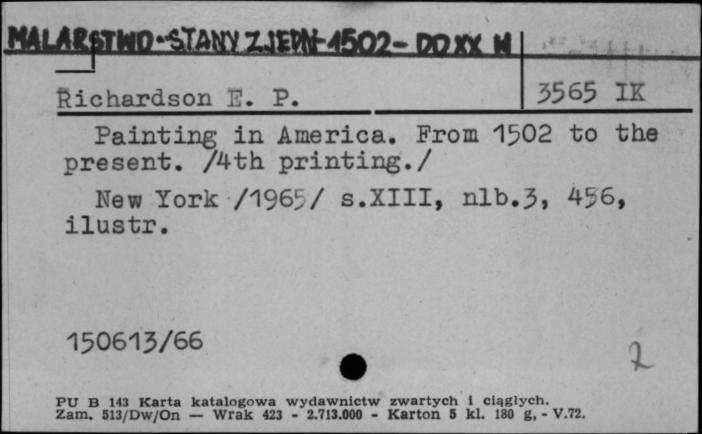 MALARSTWO-STANY ZJEDN-1502-DO XX W
Richardson E. P.
3565 IK
Painting in America. From 1502 to the
present. /4th printing./
New York /1965/ s.XIII, nlb.3, 456,
ilustr.
150613/66
2
PU B 143 Karta katalogowa wydawnictw zwartych i ciągłych.
Zam. 513/Dw/On — Wrak 423 - 2.713.000 - Karton 5 kl. 180 g, - V.72.